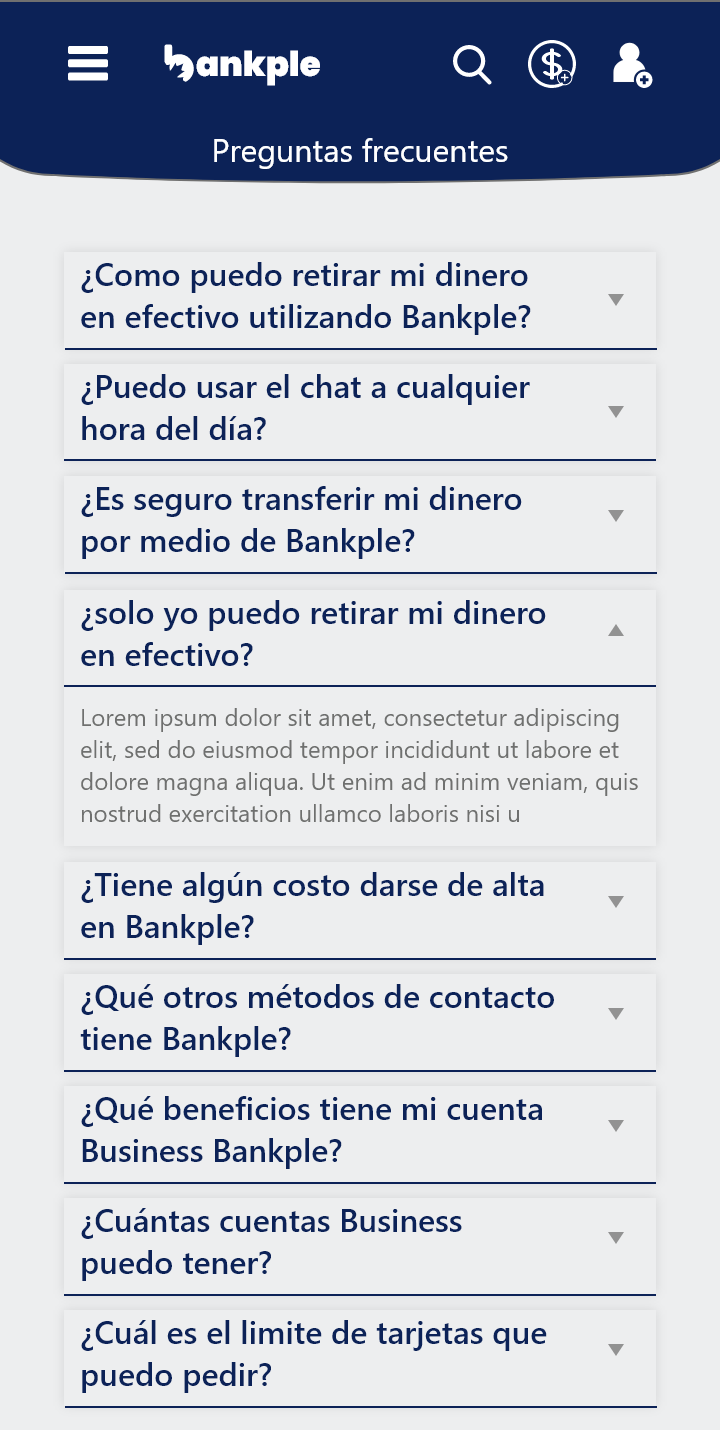 bankple
Preguntas frecuentes
¿Como puedo retirar mi dinero
en efectivo utilizando Bankple?
¿Puedo usar el chat a cualquier
hora del día?
¿Es seguro transferir mi dinero
por medio de Bankple?
¿solo yo puedo retirar mi dinero
en efectivo?
Lorem ipsum dolor sit amet, consectetur adipiscing
elit, sed do eiusmod tempor incididunt ut labore et
dolore magna aliqua. Ut enim ad minim veniam, quis
nostrud exercitation ullamco laboris nisi u
¿Tiene algún costo darse de alta
en Bankple?
¿Qué otros métodos de contacto
tiene Bankple?
¿Qué beneficios tiene mi cuenta
Business Bankple?
¿Cuántas cuentas Business
puedo tener?
¿Cuál es el limite de tarjetas que
puedo pedir?